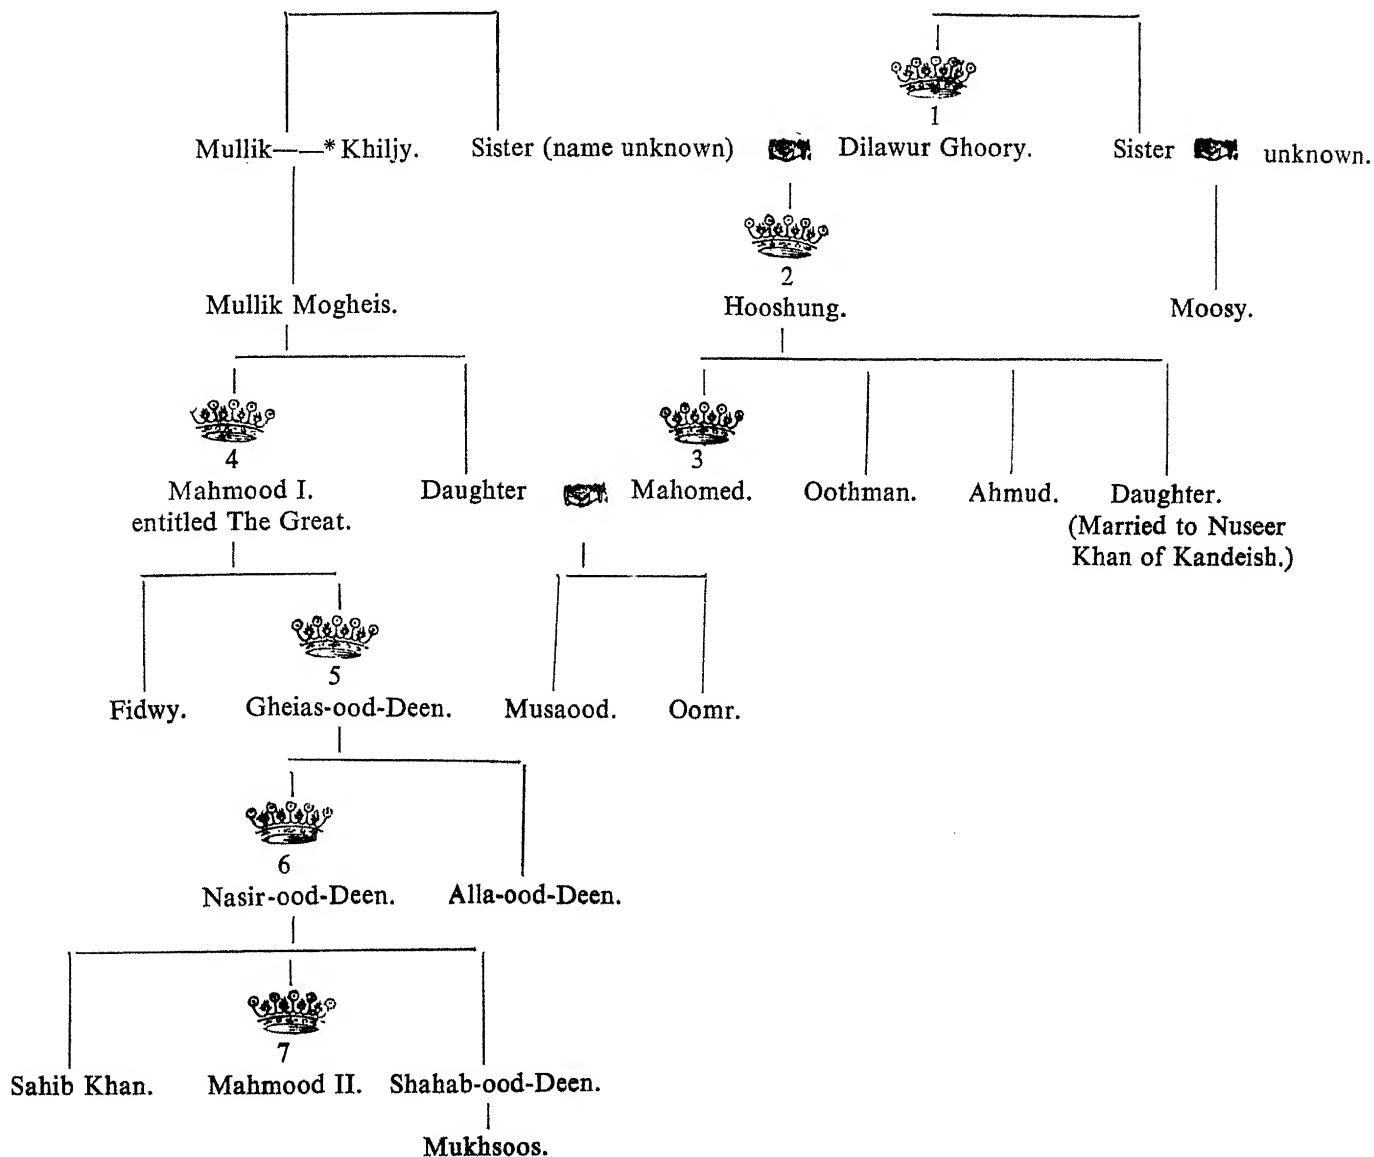 1
Mullik——* Khiljy. Sister (name unknown) Dilawur Ghoory. Sister unknown.
2
Mullik Mogheis. Hooshung. Moosy.
4 3
Mahmood I. Daughter Mahomed. Oothman. Ahmud. Daughter.
entitled The Great. (Married to Nuseer
Khan of Kandeish.)
5
Fidwy. Gheias-ood-Deen. Musaood. Oomr.
6
Nasir-ood-Deen. Alla-ood-Deen.
7
Sahib Khan. Mahmood II. Shahab-ood-Deen.
Mukhsoos.